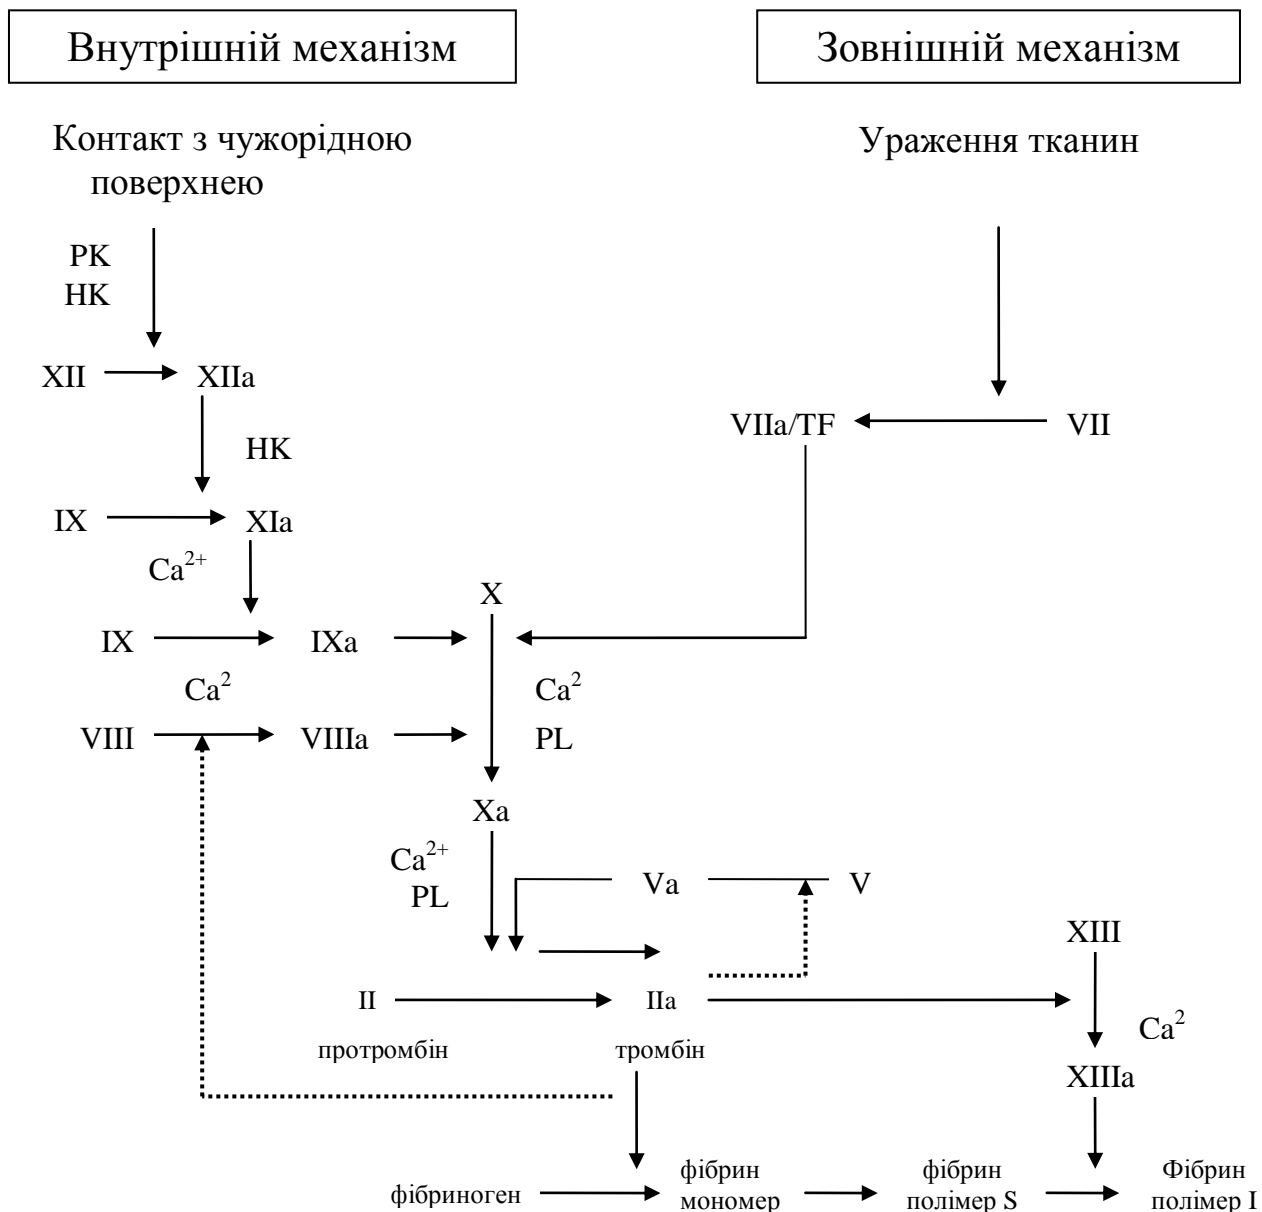 Внутрішній механізм
Зовнішній механізм
Контакт з чужорідною
поверхнею
Ураження тканин
PK
HK
XII
XIIa
VIIa/TF
VII
HK
IX
XIa
Ca²⁺
X
IX
IXa
Ca²
Ca²
VIII
VIIIa
PL
Xa
Ca²⁺
PL
Va
V
XIII
II
IIa
Ca²
протромбін
тромбін
XIIIa
фібриноген
фібрин
мономер
фібрин
полімер S
Фібрин
полімер I